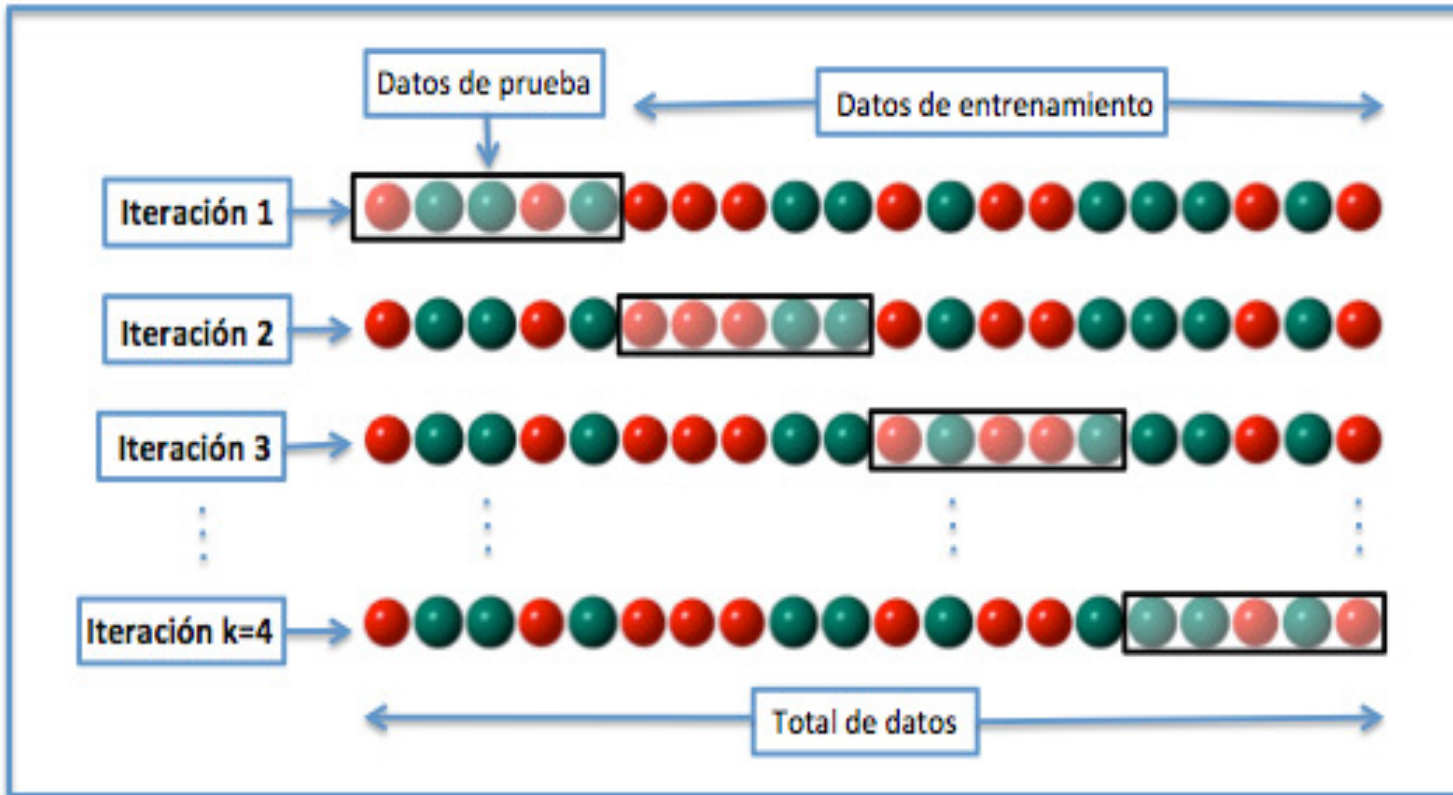 Datos de prueba
Datos de entrenamiento
Iteración 1
Iteración 2
Iteración 3
Iteración k=4
Total de datos